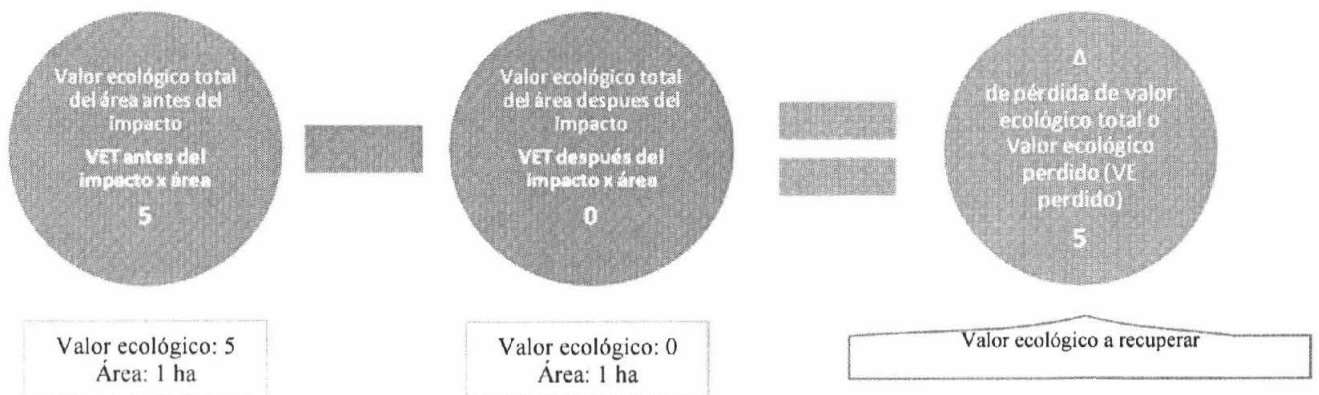 Valor ecológico total
del área antes del
impacto
VET antes del
impacto x área
5
Valor ecológico total
del área despues del
impacto
VET después del
impacto x área
0
Δ
de pérdida de valor
ecológico total o
Valor ecológico
perdido (VE
perdido)
5
Valor ecológico: 5
Área: 1 ha
Valor ecológico: 0
Área: 1 ha
Valor ecológico a recuperar